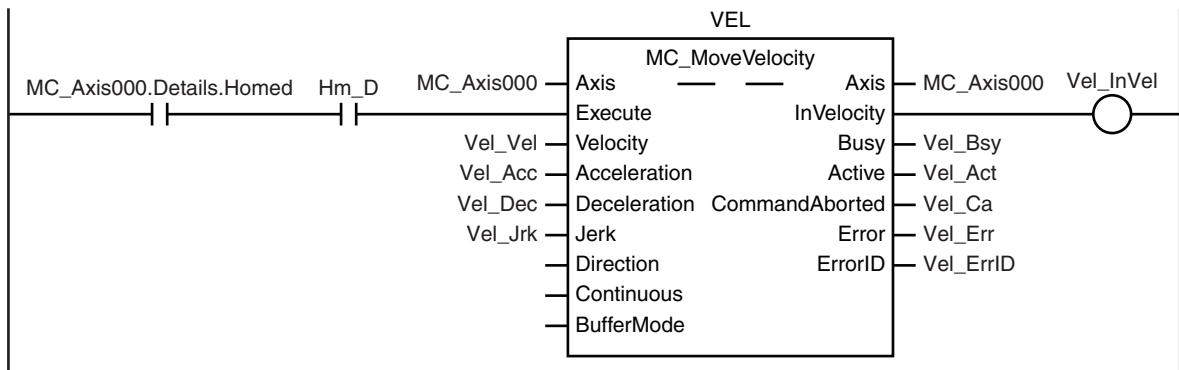 VEL
MC_MoveVelocity
MC_Axis000 Axis Axis MC_Axis000 Vel_InVel
MC_Axis000.Details.Homed Hm_D
Execute InVelocity
Vel_Vel Velocity Busy Vel_Bsy
Vel_Acc Acceleration Active Vel_Act
Vel_Dec Deceleration CommandAborted Vel_Ca
Vel_Jrk Jerk Error Vel_Err
Direction ErrorID Vel_ErrID
Continuous
BufferMode